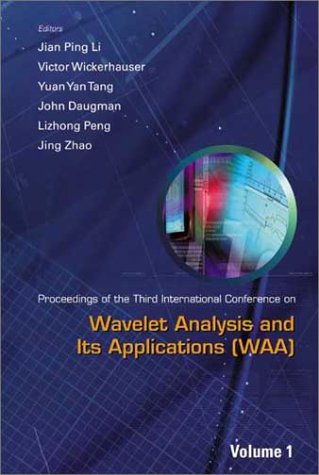 Editors
Jian Ping Li
Victor Wickerhauser
Yuan Yan Tang
John Daugman
Lizhong Peng
Jing Zhao
Proceedings of the Third International Conference on
Wavelet Analysis and
Its Applications (WAA)
Volume 1